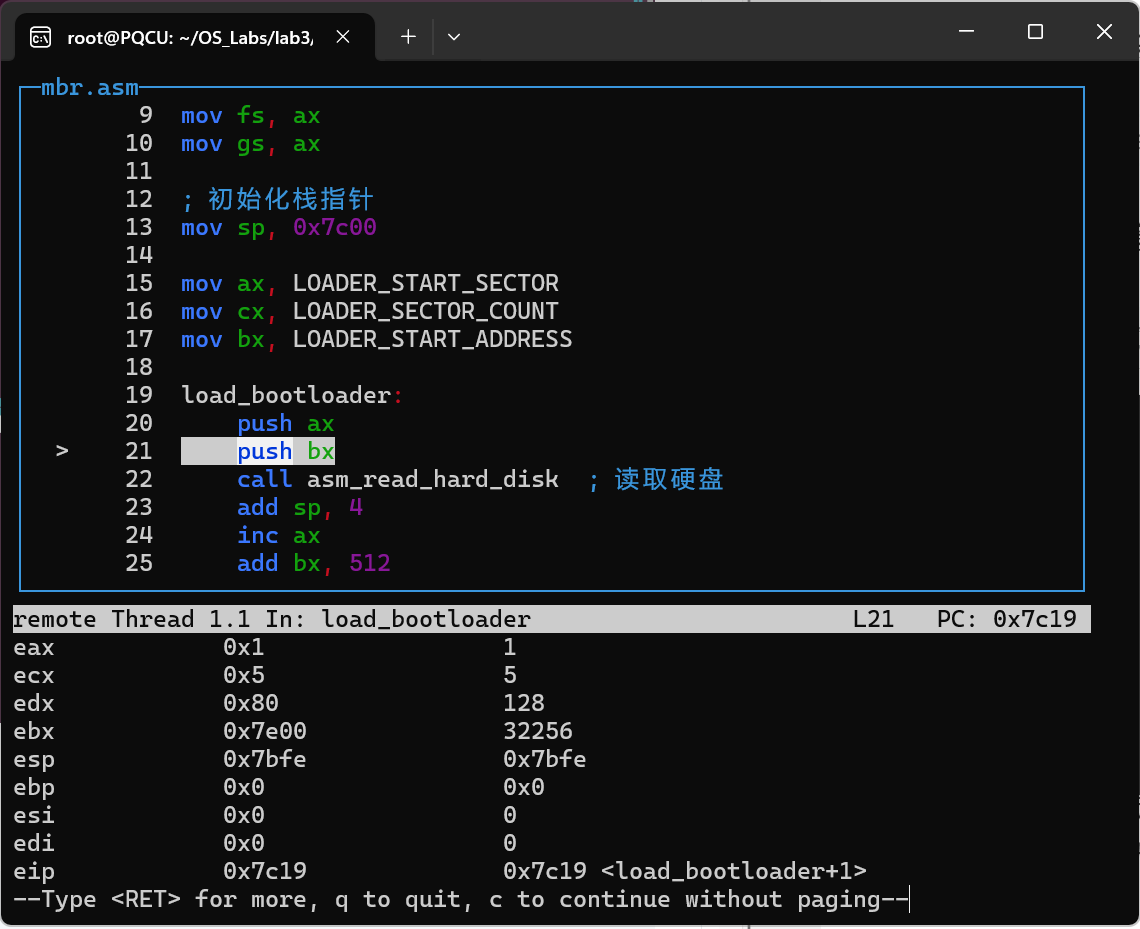 root@PQCU: ~/OS_Labs/lab3/
mbr.asm
9 mov fs, ax
10 mov gs, ax
11
12 ; 初始化栈指针
13 mov sp, 0x7c00
14
15 mov ax, LOADER_START_SECTOR
16 mov cx, LOADER_SECTOR_COUNT
17 mov bx, LOADER_START_ADDRESS
18
19 load_bootloader:
20 push ax
> 21 push bx
22 call asm_read_hard_disk ; 读取硬盘
23 add sp, 4
24 inc ax
25 add bx, 512
remote Thread 1.1 In: load_bootloader L21 PC: 0x7c19
eax 0x1 1
ecx 0x5 5
edx 0x80 128
ebx 0x7e00 32256
esp 0x7bfe 0x7bfe
ebp 0x0 0x0
esi 0x0 0
edi 0x0 0
eip 0x7c19 0x7c19 <load_bootloader+1>
--Type <RET> for more, q to quit, c to continue without paging--